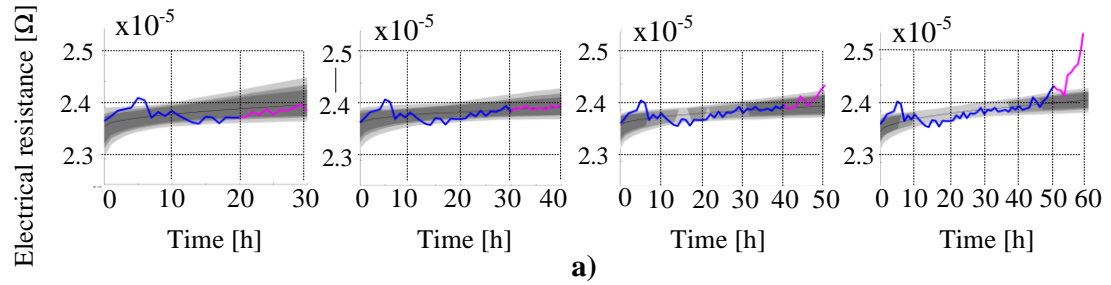 Electrical resistance [Ω]
x10-5 x10-5 x10-5 x10-5
2.5 2.5 2.5 2.5
2.4 2.4 2.4 2.4
2.3 2.3 2.3 2.3
0 10 20 30 0 10 20 30 40 0 10 20 30 40 50 0 10 20 30 40 50 60
Time [h] Time [h] Time [h] Time [h]
a)